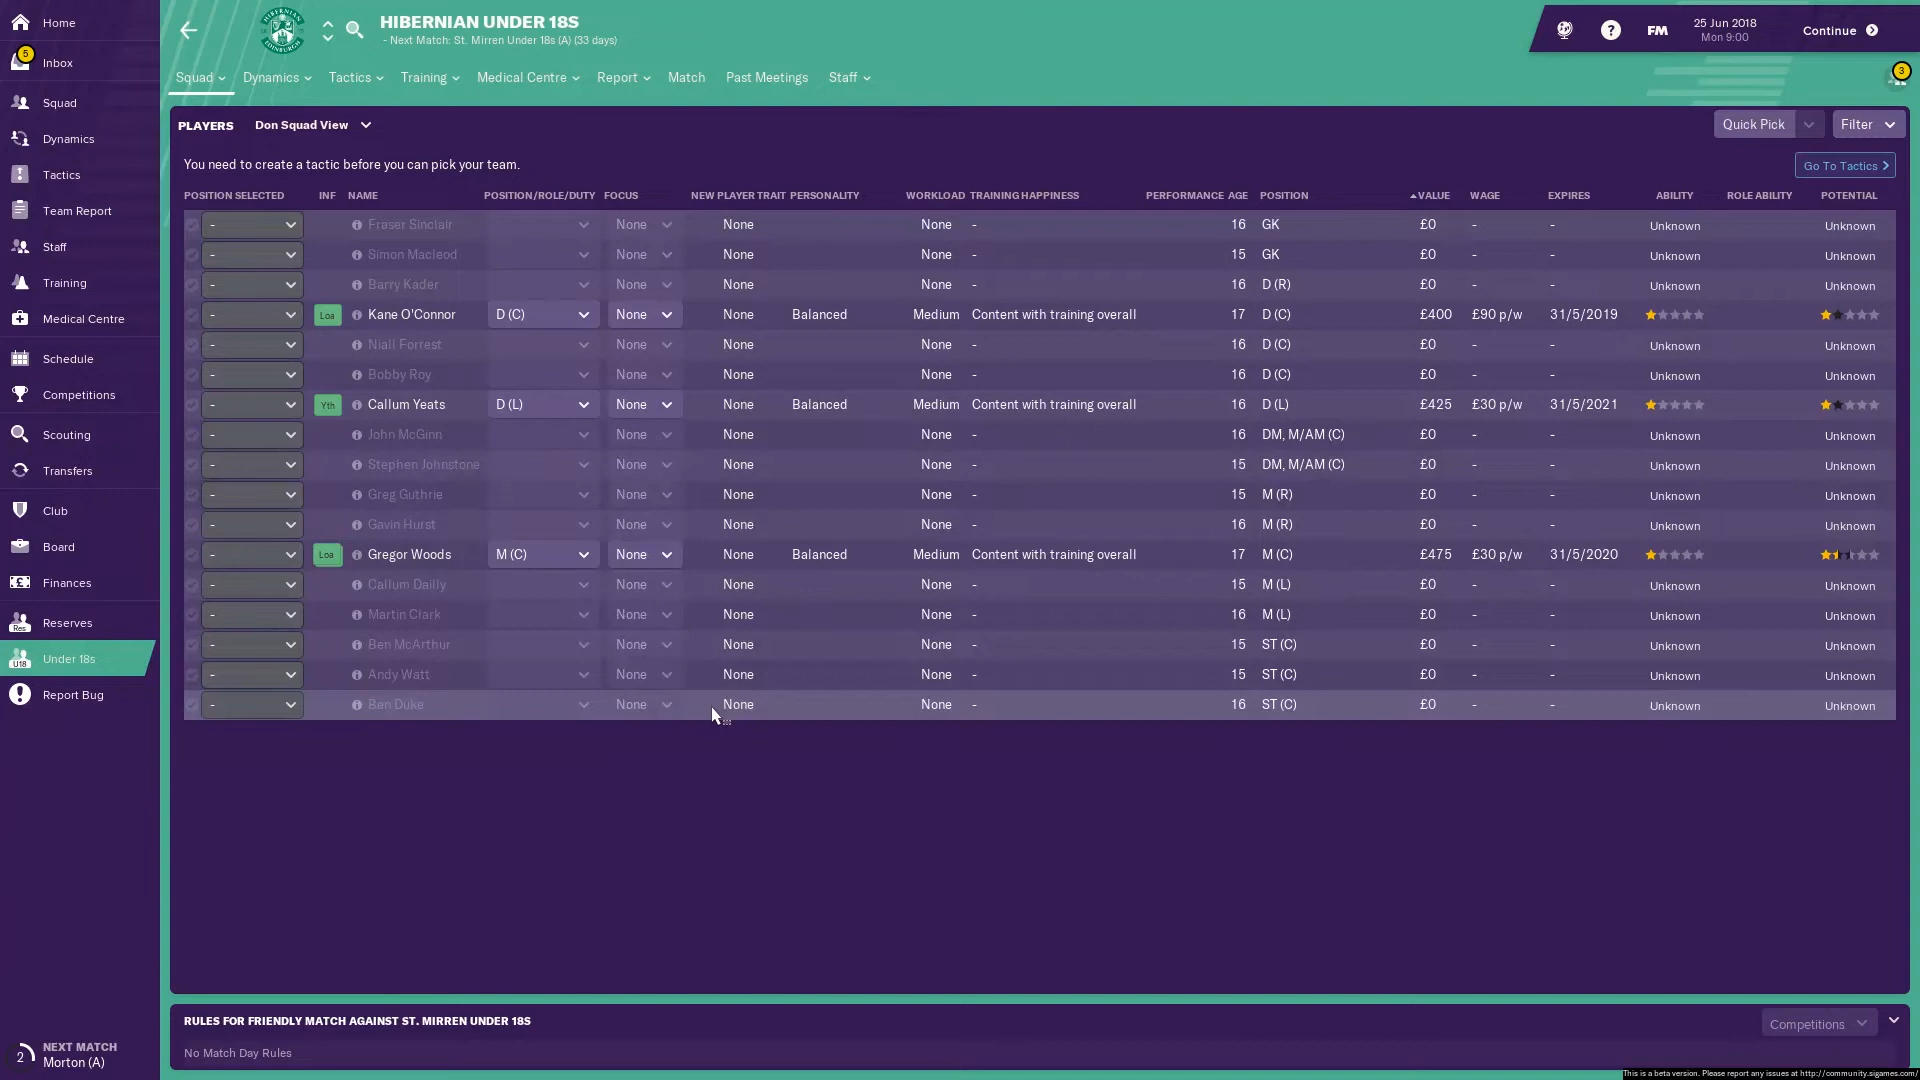 Home
5
Inbox
Squad
Dynamics
Tactics
Team Report
Staff
Training
Medical Centre
Schedule
Competitions
Scouting
Transfers
Club
Board
Finances
Res
Reserves
U18
Under 18s
Report Bug
2
NEXT MATCH
Morton (A)
HIBERNIAN UNDER 18S
- Next Match: St. Mirren Under 18s (A) (33 days)
FM
25 Jun 2018
Mon 9:00
Continue
Squad Dynamics Tactics Training Medical Centre Report Match Past Meetings Staff
3
PLAYERS Don Squad View Quick Pick Filter
You need to create a tactic before you can pick your team. Go To Tactics
POSITION SELECTED INF NAME POSITION/ROLE/DUTY FOCUS NEW PLAYER TRAIT PERSONALITY WORKLOAD TRAINING HAPPINESS PERFORMANCE AGE POSITION VALUE WAGE EXPIRES ABILITY ROLE ABILITY POTENTIAL
- Fraser Sinclair None None None - 16 GK £0 - - Unknown Unknown
- Simon Macleod None None None - 15 GK £0 - - Unknown Unknown
- Barry Kader None None None - 16 D (R) £0 - - Unknown Unknown
- Loa Kane O'Connor D (C) None None Balanced Medium Content with training overall 17 D (C) £400 £90 p/w 31/5/2019
- Niall Forrest None None None - 16 D (C) £0 - - Unknown Unknown
- Bobby Roy None None None - 16 D (C) £0 - - Unknown Unknown
- Yth Callum Yeats D (L) None None Balanced Medium Content with training overall 16 D (L) £425 £30 p/w 31/5/2021
- John McGinn None None None - 16 DM, M/AM (C) £0 - - Unknown Unknown
- Stephen Johnstone None None None - 15 DM, M/AM (C) £0 - - Unknown Unknown
- Greg Guthrie None None None - 15 M (R) £0 - - Unknown Unknown
- Gavin Hurst None None None - 16 M (R) £0 - - Unknown Unknown
- Loa Gregor Woods M (C) None None Balanced Medium Content with training overall 17 M (C) £475 £30 p/w 31/5/2020
- Callum Dailly None None None - 15 M (L) £0 - - Unknown Unknown
- Martin Clark None None None - 16 M (L) £0 - - Unknown Unknown
- Ben McArthur None None None - 15 ST (C) £0 - - Unknown Unknown
- Andy Watt None None None - 15 ST (C) £0 - - Unknown Unknown
- Ben Duke None None None - 16 ST (C) £0 - - Unknown Unknown
RULES FOR FRIENDLY MATCH AGAINST ST. MIRREN UNDER 18S Competitions
No Match Day Rules
This is a beta version. Please report any issues at http://community.sigames.com/